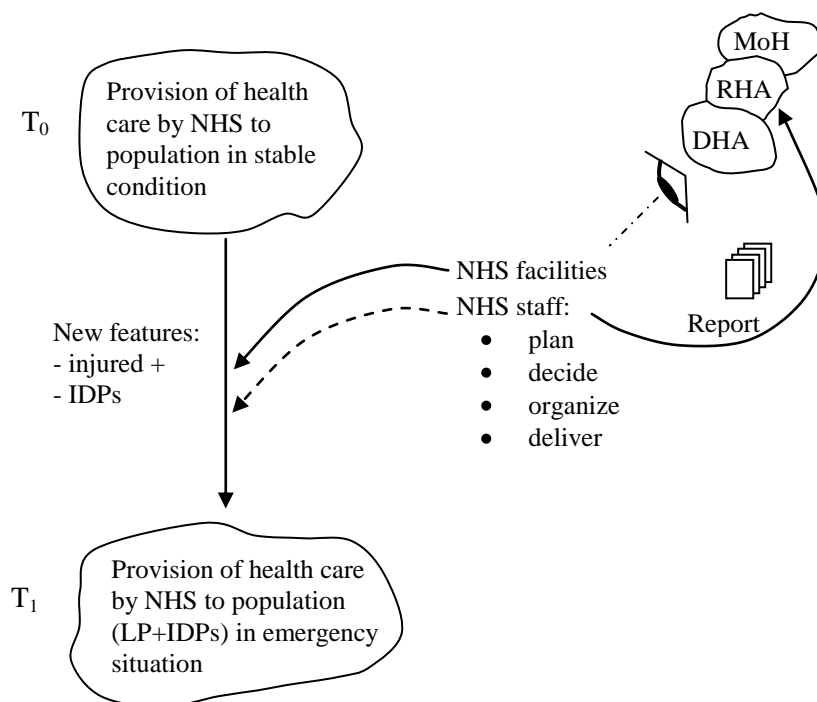 MoH
RHA
DHA
T0
Provision of health
care by NHS to
population in stable
condition
NHS facilities
NHS staff:
• plan
• decide
• organize
• deliver
Report
New features:
- injured +
- IDPs
T1
Provision of health care
by NHS to population
(LP+IDPs) in emergency
situation